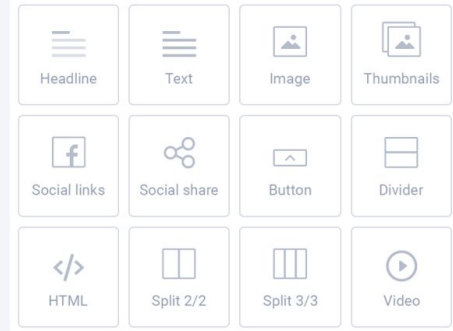 Headline
Text
Image
Thumbnails
Social links
Social share
Button
Divider
HTML
Split 2/2
Split 3/3
Video